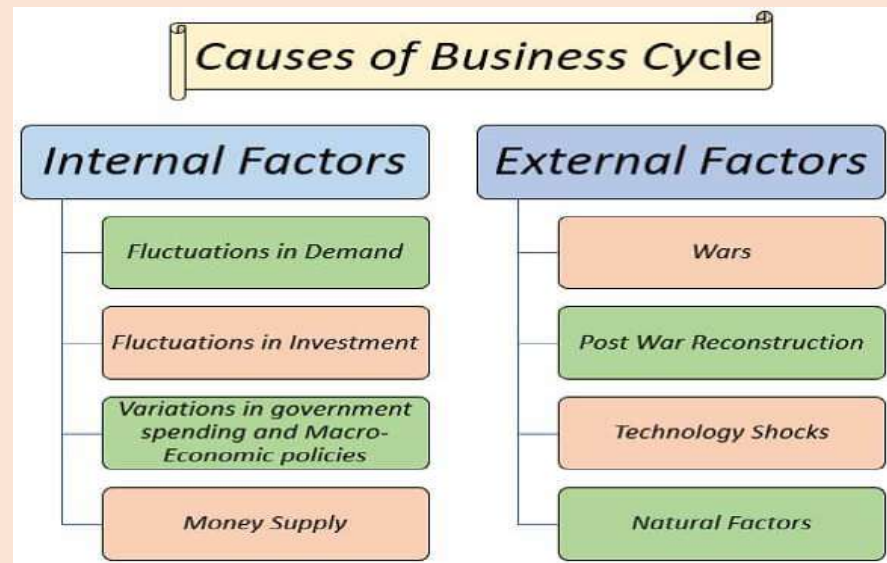 Causes of Business Cycle
Internal Factors
Fluctuations in Demand
Fluctuations in Investment
Variations in government
spending and Macro-
Economic policies
Money Supply
External Factors
Wars
Post War Reconstruction
Technology Shocks
Natural Factors